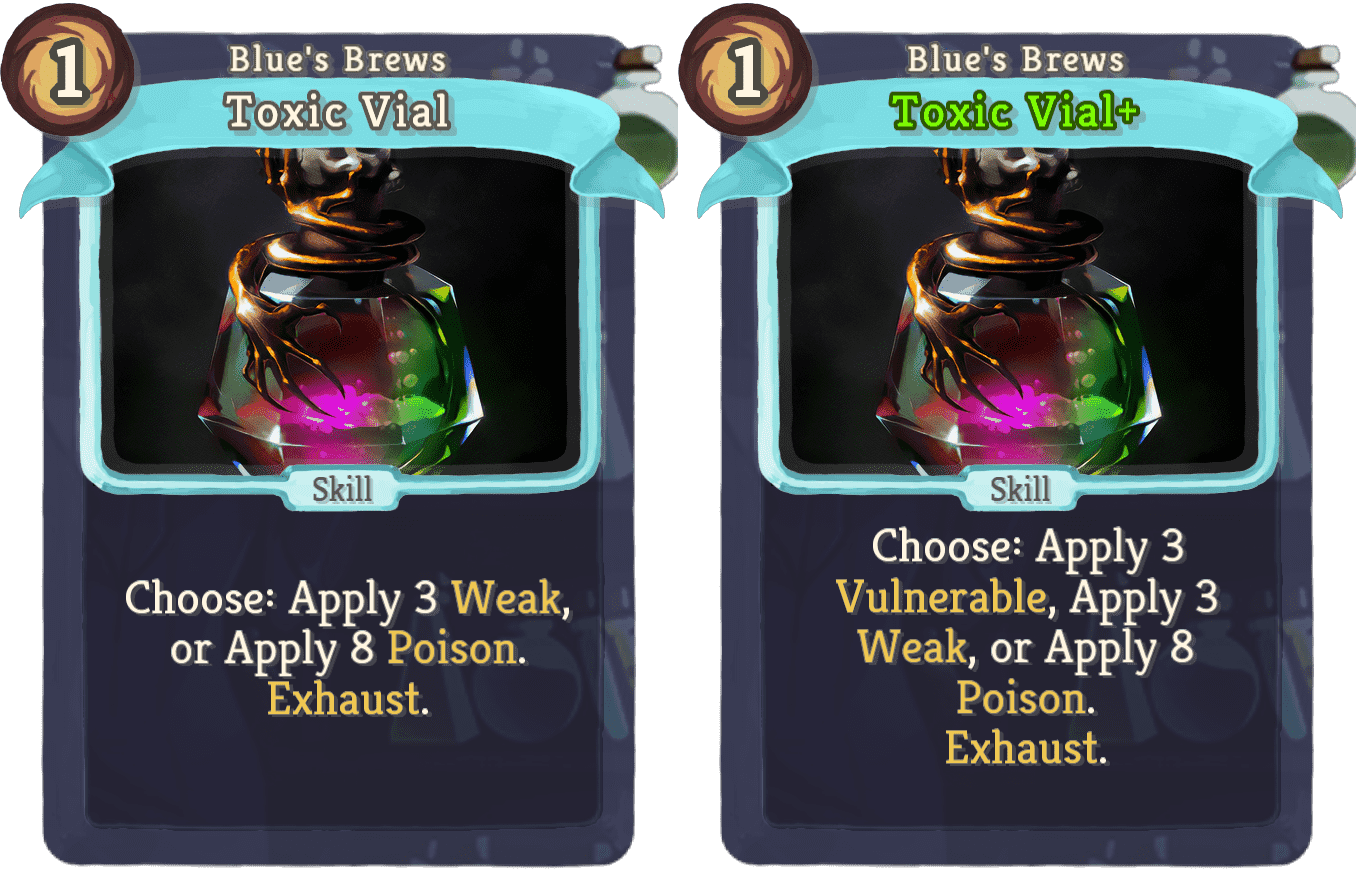 1
Blue's Brews
Toxic Vial
Skill
Choose: Apply 3 Weak,
or Apply 8 Poison.
Exhaust.
1
Blue's Brews
Toxic Vial+
Skill
Choose: Apply 3
Vulnerable, Apply 3
Weak, or Apply 8
Poison.
Exhaust.